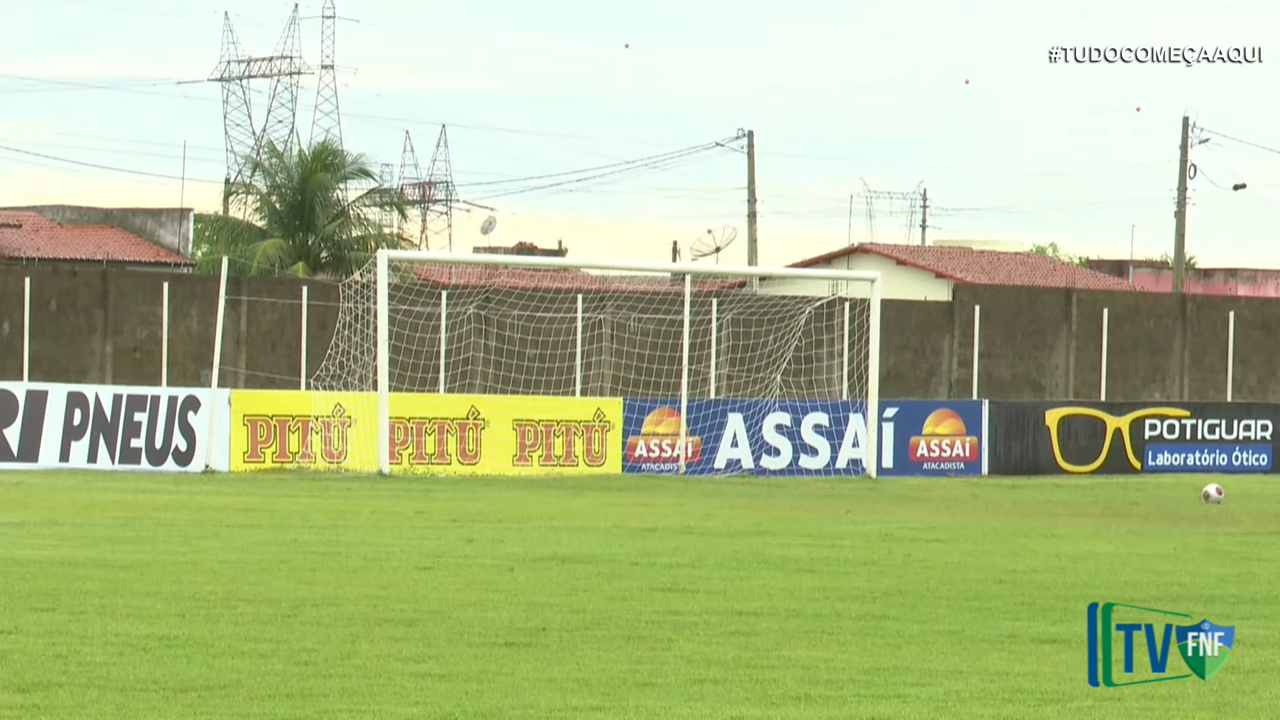 #TUDOCOMEÇAAQUI
RI PNEUS
PITÚ PITÚ PITÚ
ASSAÍ
ATACADISTA
ASSAÍ
ASSAÍ
ATACADISTA
POTIGUAR
Laboratório Ótico
TV FNF